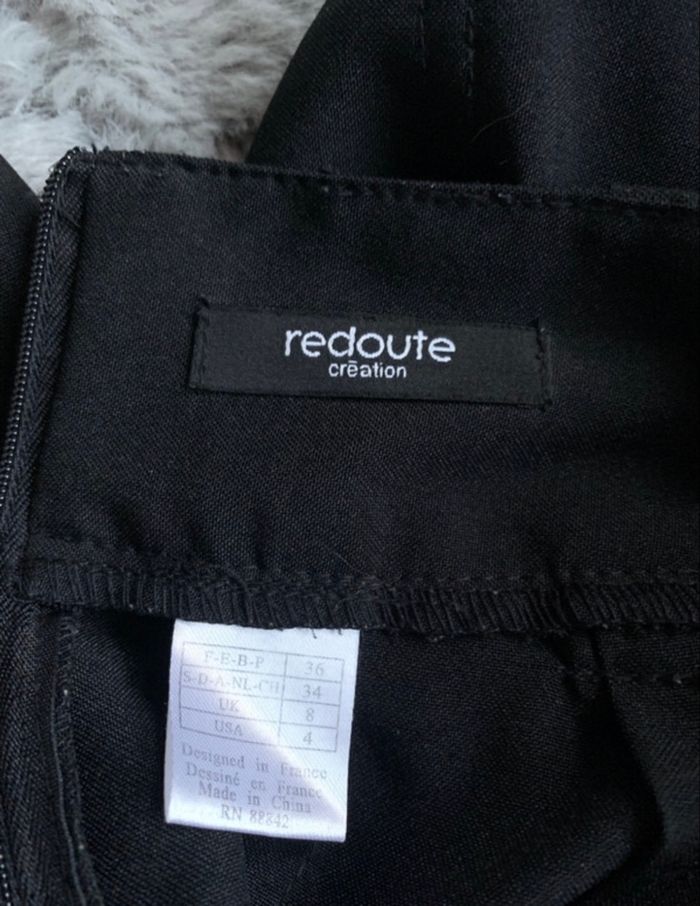 redoute
crēation
F-E-B-P 36
S-D-A-NL-CH 34
UK 8
USA 4
Designed in France
Dessiné en France
Made in China
RN 88842